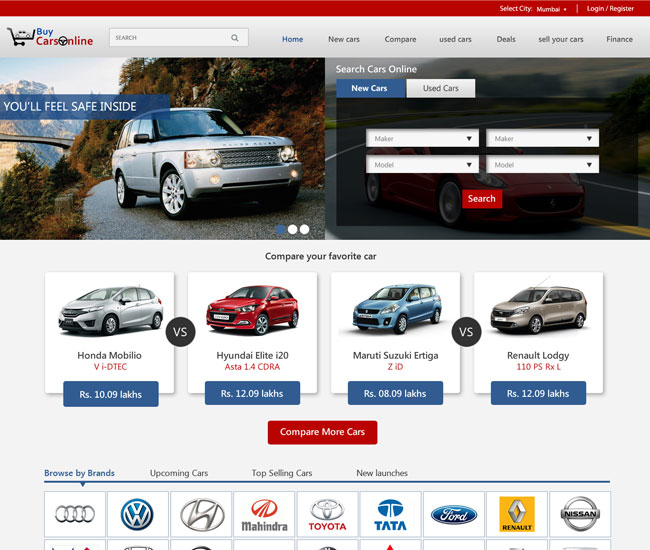 Select City: Mumbai Login / Register
Buy
CarsOnline
SEARCH
Home New cars Compare used cars Deals sell your cars Finance
YOU'LL FEEL SAFE INSIDE
Search Cars Online
New Cars Used Cars
Maker Maker
Model Model
Search
Compare your favorite car
VS VS
Honda Mobilio Hyundai Elite i20 Maruti Suzuki Ertiga Renault Lodgy
V i-DTEC Asta 1.4 CDRA Z iD 110 PS Rx L
Rs. 10.09 lakhs Rs. 12.09 lakhs Rs. 08.09 lakhs Rs. 12.09 lakhs
Compare More Cars
Browse by Brands Upcoming Cars Top Selling Cars New launches
Mahindra TOYOTA TATA Ford RENAULT NISSAN